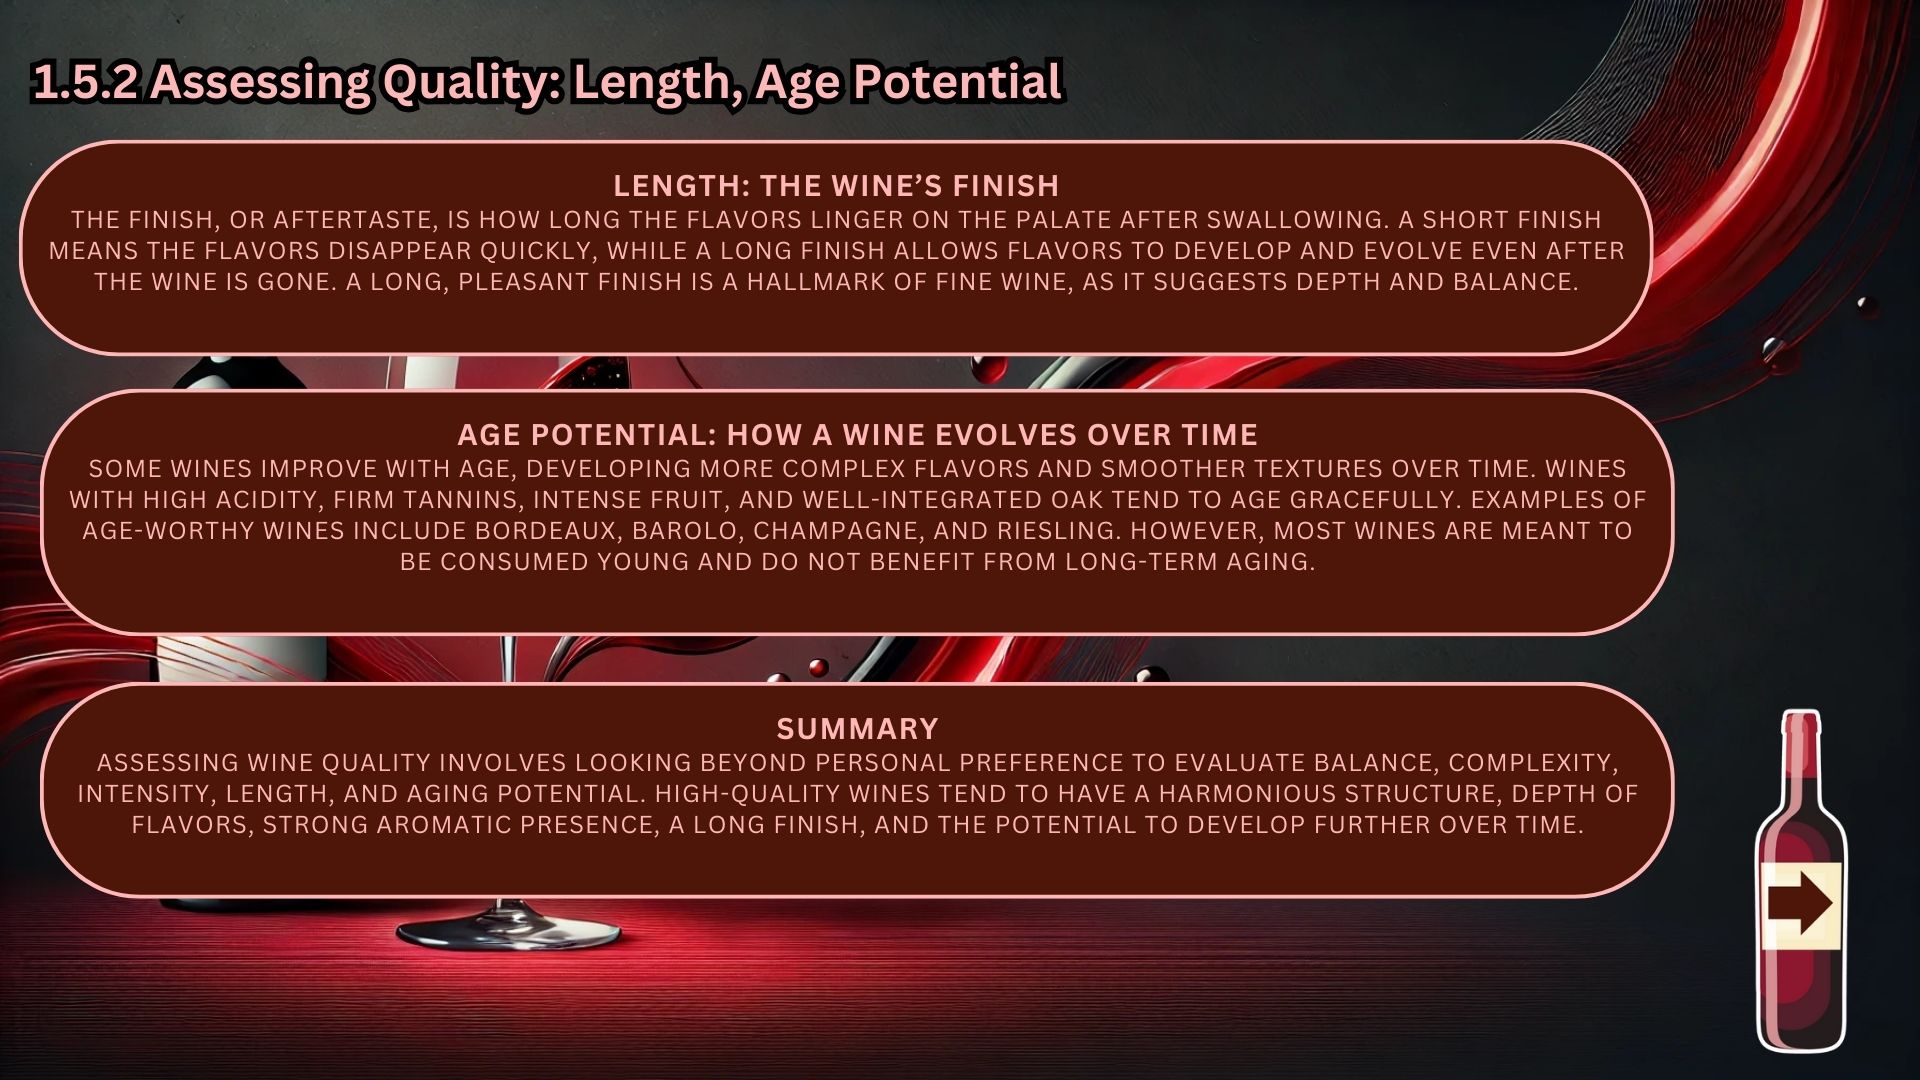 1.5.2 Assessing Quality: Length, Age Potential
LENGTH: THE WINE’S FINISH
THE FINISH, OR AFTERTASTE, IS HOW LONG THE FLAVORS LINGER ON THE PALATE AFTER SWALLOWING. A SHORT FINISH
MEANS THE FLAVORS DISAPPEAR QUICKLY, WHILE A LONG FINISH ALLOWS FLAVORS TO DEVELOP AND EVOLVE EVEN AFTER
THE WINE IS GONE. A LONG, PLEASANT FINISH IS A HALLMARK OF FINE WINE, AS IT SUGGESTS DEPTH AND BALANCE.
AGE POTENTIAL: HOW A WINE EVOLVES OVER TIME
SOME WINES IMPROVE WITH AGE, DEVELOPING MORE COMPLEX FLAVORS AND SMOOTHER TEXTURES OVER TIME. WINES
WITH HIGH ACIDITY, FIRM TANNINS, INTENSE FRUIT, AND WELL-INTEGRATED OAK TEND TO AGE GRACEFULLY. EXAMPLES OF
AGE-WORTHY WINES INCLUDE BORDEAUX, BAROLO, CHAMPAGNE, AND RIESLING. HOWEVER, MOST WINES ARE MEANT TO
BE CONSUMED YOUNG AND DO NOT BENEFIT FROM LONG-TERM AGING.
SUMMARY
ASSESSING WINE QUALITY INVOLVES LOOKING BEYOND PERSONAL PREFERENCE TO EVALUATE BALANCE, COMPLEXITY,
INTENSITY, LENGTH, AND AGING POTENTIAL. HIGH-QUALITY WINES TEND TO HAVE A HARMONIOUS STRUCTURE, DEPTH OF
FLAVORS, STRONG AROMATIC PRESENCE, A LONG FINISH, AND THE POTENTIAL TO DEVELOP FURTHER OVER TIME.